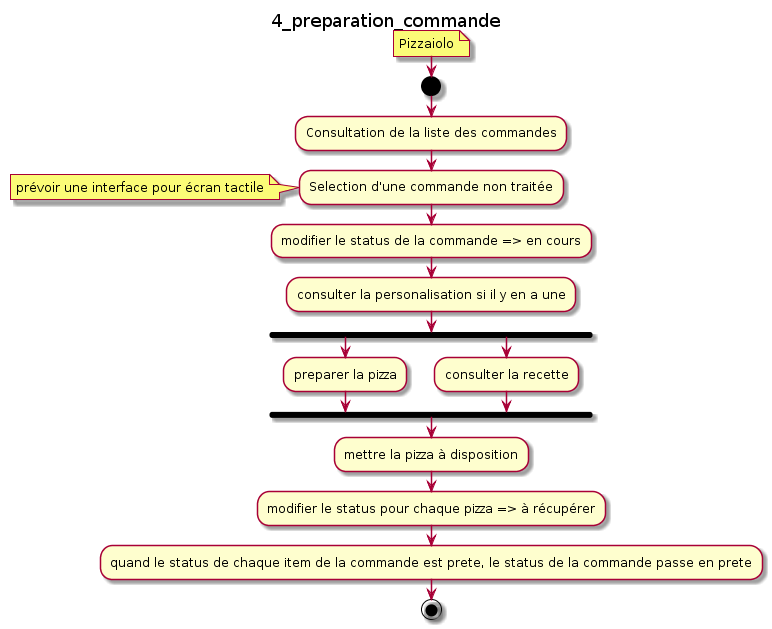 4_preparation_commande
Pizzaiolo
Consultation de la liste des commandes
prévoir une interface pour écran tactile
Selection d'une commande non traitée
modifier le status de la commande => en cours
consulter la personalisation si il y en a une
preparer la pizza
consulter la recette
mettre la pizza à disposition
modifier le status pour chaque pizza => à récupérer
quand le status de chaque item de la commande est prete, le status de la commande passe en prete